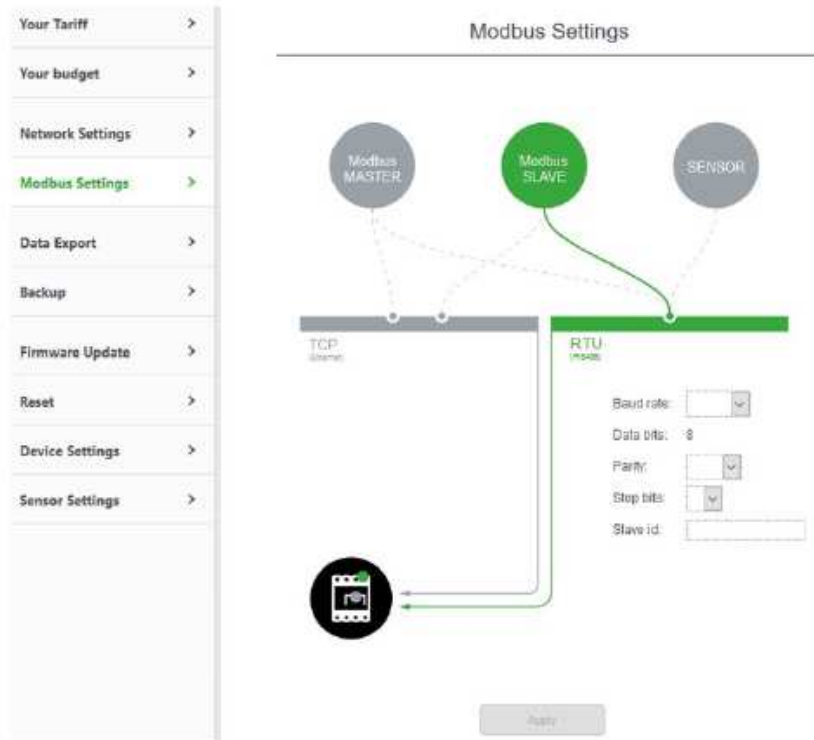 Your Tariff
Your budget
Network Settings
Modbus Settings
Data Export
Backup
Firmware Update
Reset
Device Settings
Sensor Settings
Modbus Settings
Modbus
MASTER
Modbus
SLAVE
SENSOR
TCP
(Ethernet)
RTU
(RS485)
Baud rate:
Data bits: 8
Parity:
Stop bits:
Slave id:
Apply